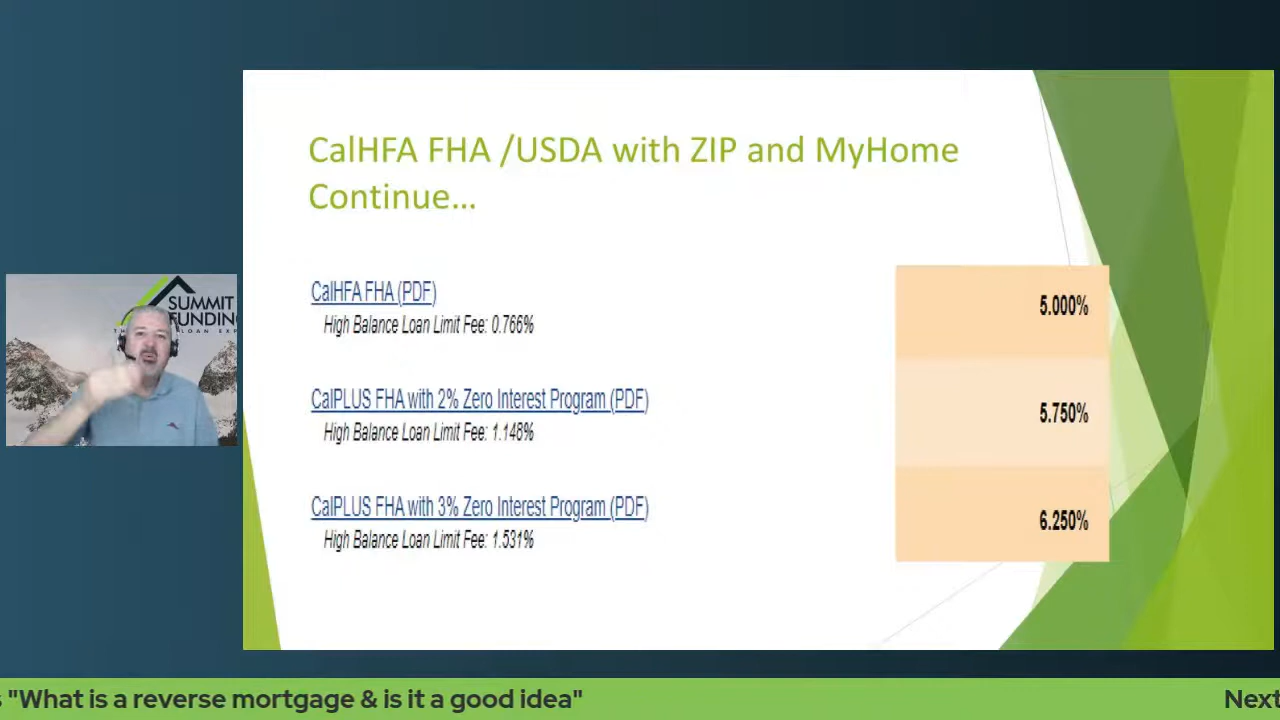 CalHFA FHA /USDA with ZIP and MyHome
Continue...
CalHFA FHA (PDF)
High Balance Loan Limit Fee: 0.766%
5.000%
CalPLUS FHA with 2% Zero Interest Program (PDF)
High Balance Loan Limit Fee: 1.148%
5.750%
CalPLUS FHA with 3% Zero Interest Program (PDF)
High Balance Loan Limit Fee: 1.531%
6.250%
SUMMIT
FUNDING
"What is a reverse mortgage & is it a good idea"
Next